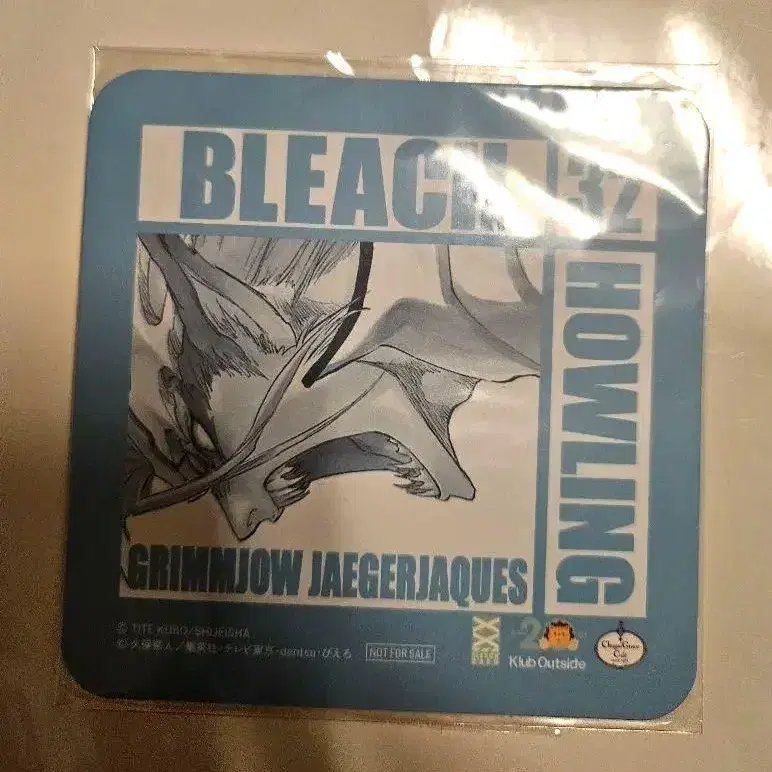 BLEACH
32
HOWLING
GRIMMJOW JAEGERJAQUES
© TITE KUBO/SHUEISHA
© 久保帯人／集英社・テレビ東京・dentsu・ぴえろ
NOT FOR SALE
Klub Outside